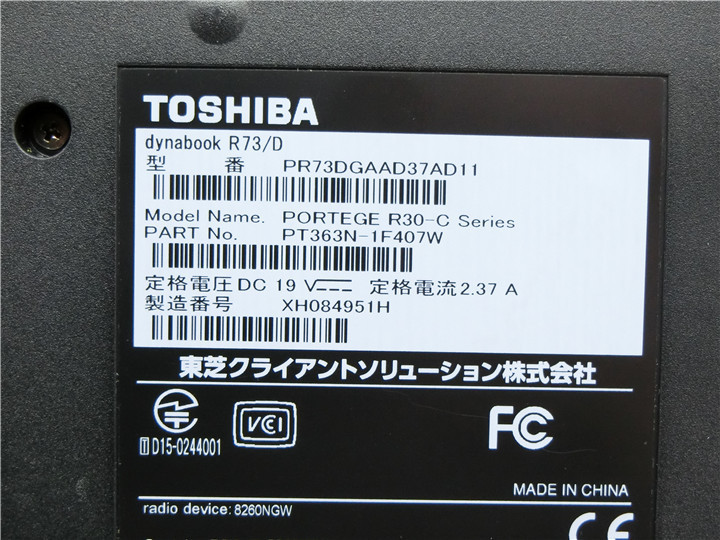 TOSHIBA
dynabook R73/D
型 番 PR73DGAAD37AD11
Model Name. PORTEGE R30-C Series
PART No. PT363N-1F407W
定格電圧DC 19 V 定格電流2.37 A
製造番号 XH084951H
東芝クライアントソリューション株式会社
VCI
FC
T D15-0244001
MADE IN CHINA
radio device: 8260NGW
CE